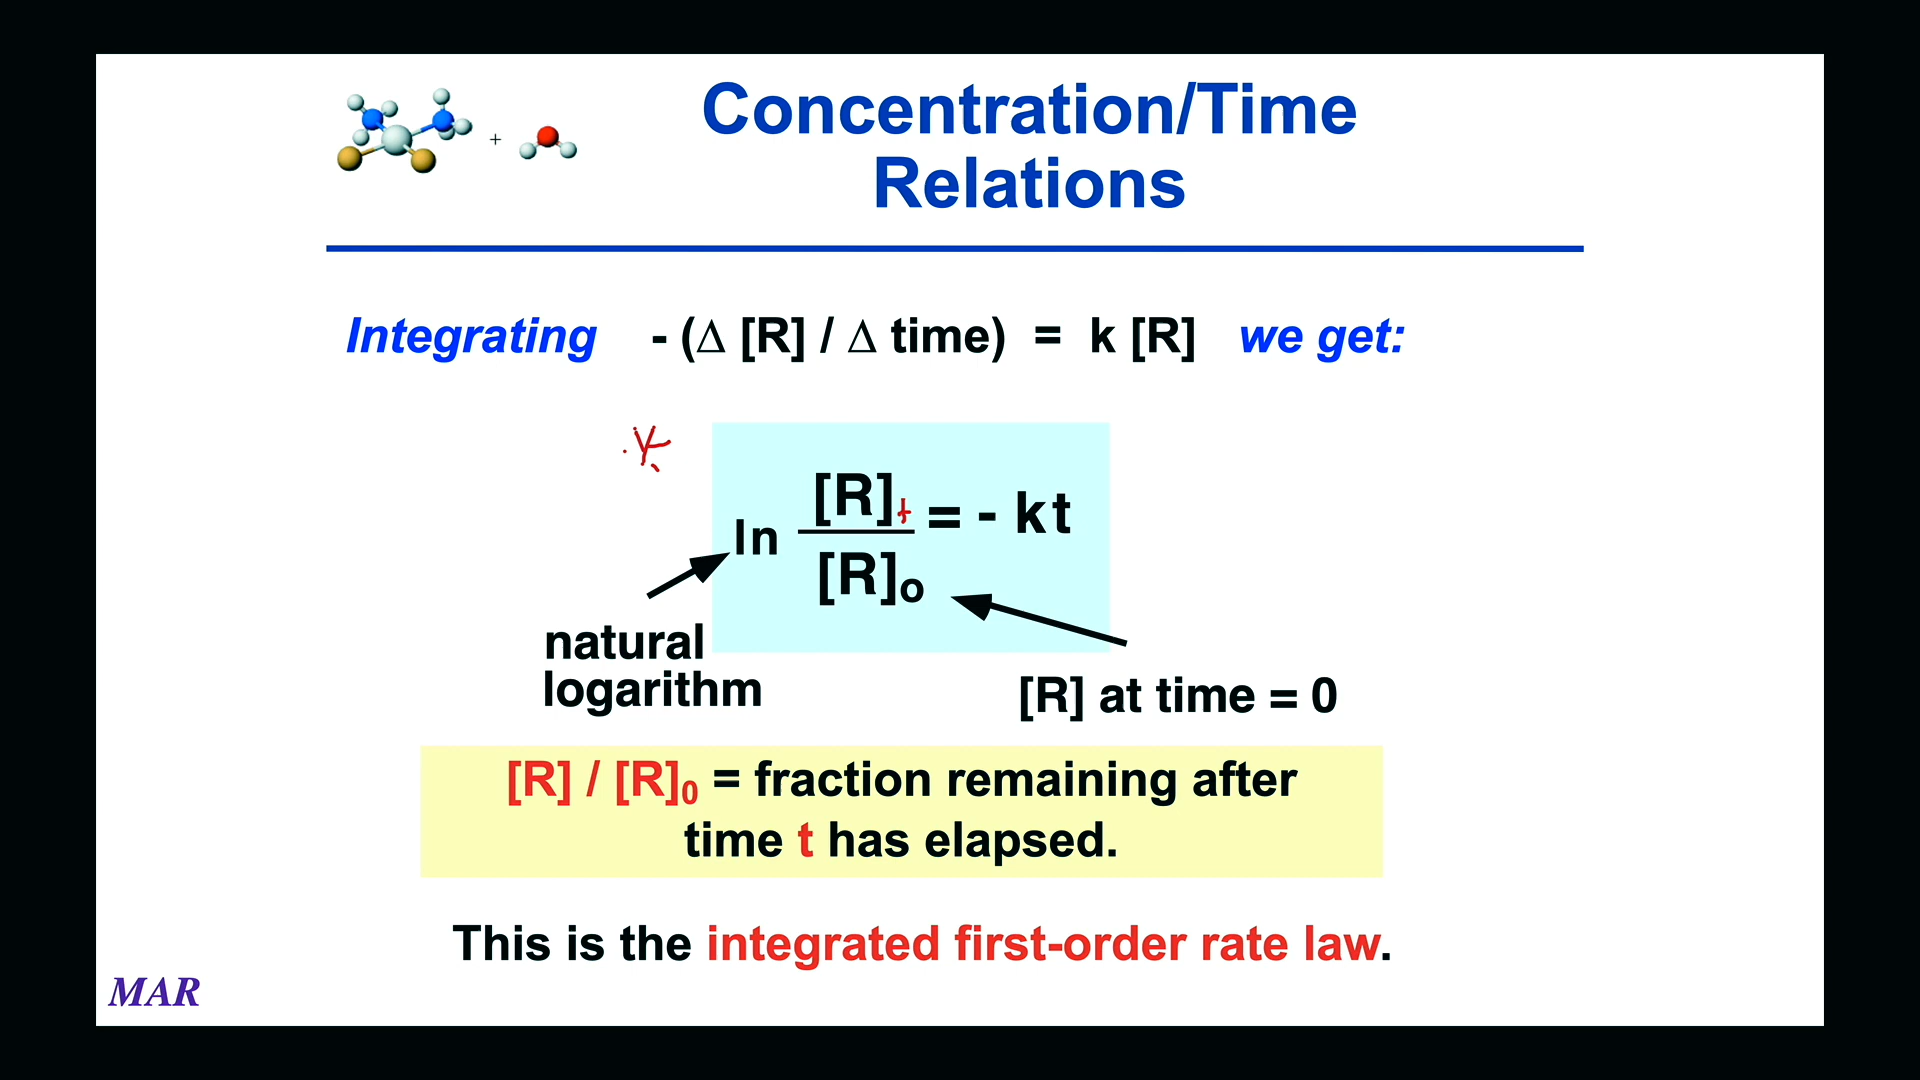 +
Concentration/Time
Relations
Integrating - (Δ [R] / Δ time) = k [R] we get:
ln [R]t / [R]o = - kt
natural
logarithm
[R] at time = 0
[R] / [R]0 = fraction remaining after
time t has elapsed.
This is the integrated first-order rate law.
MAR